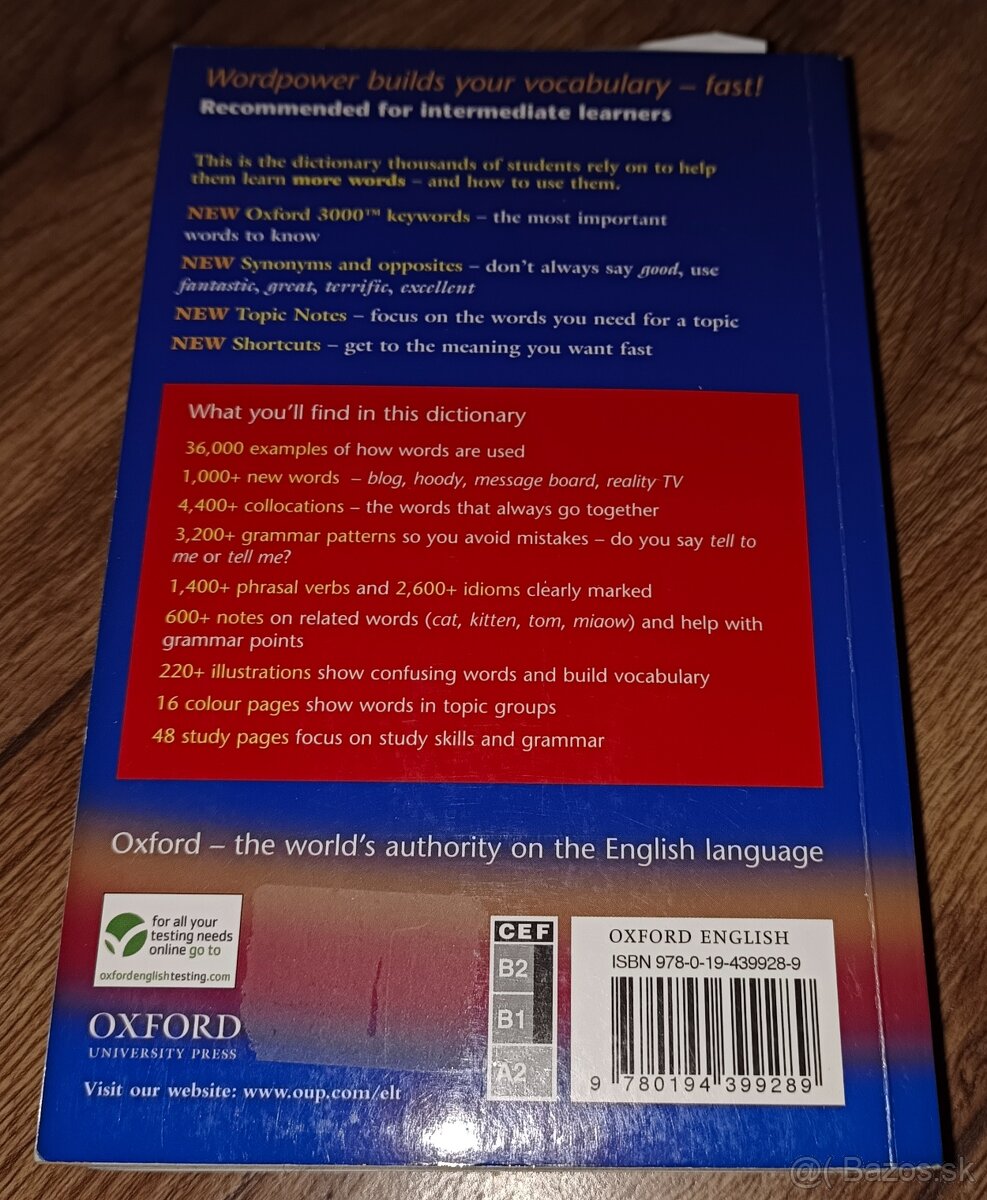 Wordpower builds your vocabulary – fast!
Recommended for intermediate learners
This is the dictionary thousands of students rely on to help
them learn more words – and how to use them.
NEW Oxford 3000™ keywords – the most important
words to know
NEW Synonyms and opposites – don't always say good, use
fantastic, great, terrific, excellent
NEW Topic Notes – focus on the words you need for a topic
NEW Shortcuts – get to the meaning you want fast
What you'll find in this dictionary
36,000 examples of how words are used
1,000+ new words – blog, hoody, message board, reality TV
4,400+ collocations – the words that always go together
3,200+ grammar patterns so you avoid mistakes – do you say tell to
me or tell me?
1,400+ phrasal verbs and 2,600+ idioms clearly marked
600+ notes on related words (cat, kitten, tom, miaow) and help with
grammar points
220+ illustrations show confusing words and build vocabulary
16 colour pages show words in topic groups
48 study pages focus on study skills and grammar
Oxford – the world's authority on the English language
for all your
testing needs
online go to
oxfordenglishtesting.com
OXFORD
UNIVERSITY PRESS
Visit our website: www.oup.com/elt
CEF
B2
B1
A2
OXFORD ENGLISH
ISBN 978-0-19-439928-9
9 780194 399289
@( Bazos.sk